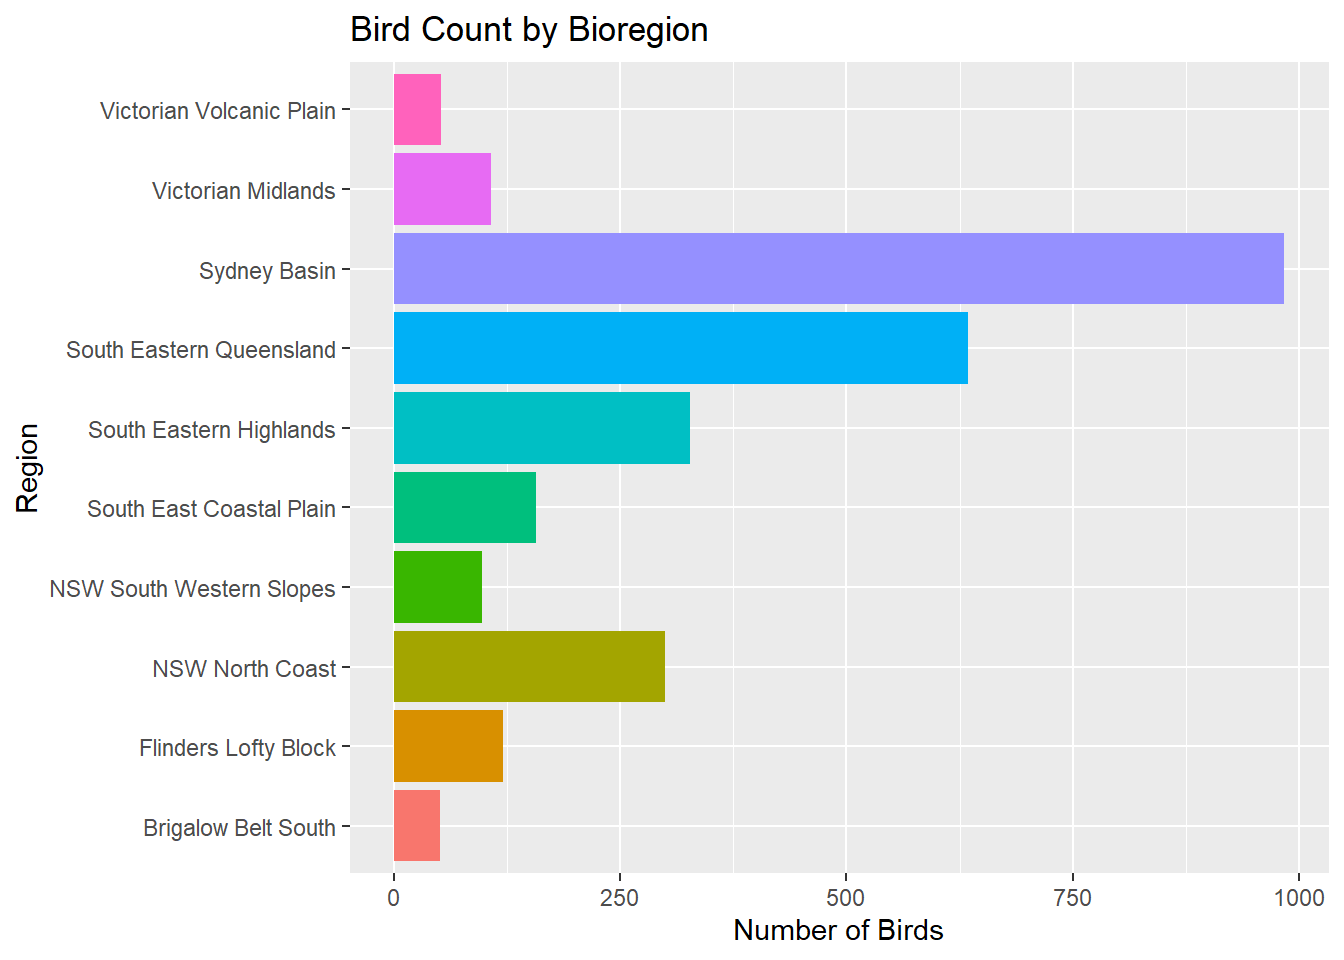 Bird Count by Bioregion
Victorian Volcanic Plain
Victorian Midlands
Sydney Basin
South Eastern Queensland
South Eastern Highlands
South East Coastal Plain
NSW South Western Slopes
NSW North Coast
Flinders Lofty Block
Brigalow Belt South
Region
0 250 500 750 1000
Number of Birds